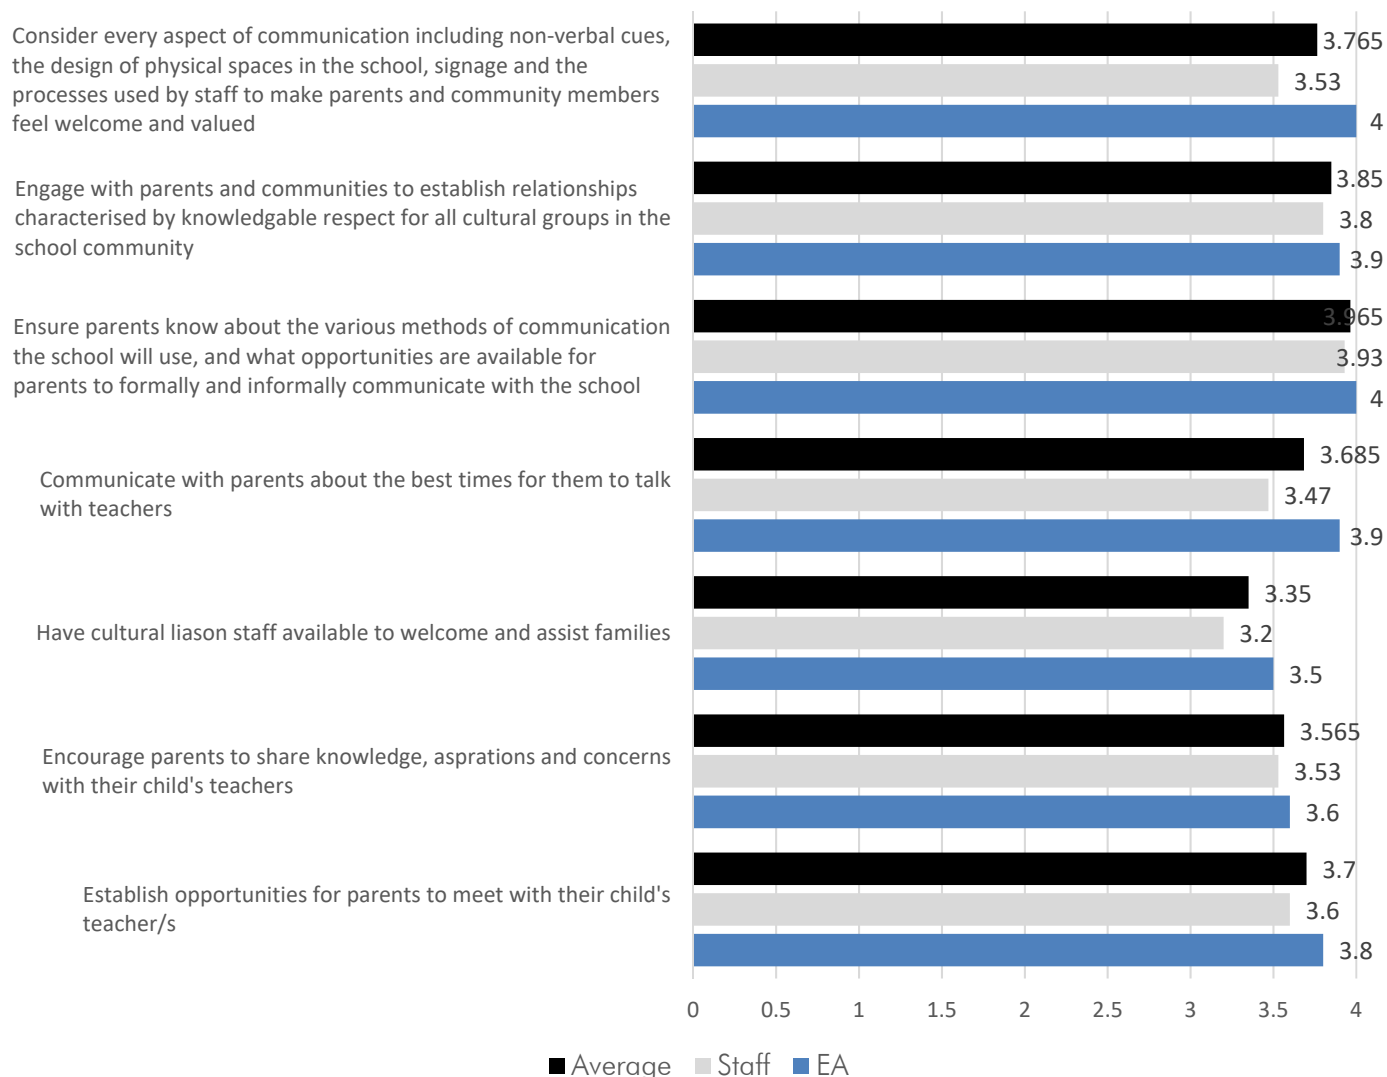 Consider every aspect of communication including non-verbal cues,
the design of physical spaces in the school, signage and the
processes used by staff to make parents and community members
feel welcome and valued
3.765
3.53
4
Engage with parents and communities to establish relationships
characterised by knowledgable respect for all cultural groups in the
school community
3.85
3.8
3.9
Ensure parents know about the various methods of communication
the school will use, and what opportunities are available for
parents to formally and informally communicate with the school
3.965
3.93
4
Communicate with parents about the best times for them to talk
with teachers
3.685
3.47
3.9
Have cultural liason staff available to welcome and assist families
3.35
3.2
3.5
Encourage parents to share knowledge, asprations and concerns
with their child's teachers
3.565
3.53
3.6
Establish opportunities for parents to meet with their child's
teacher/s
3.7
3.6
3.8
0 0.5 1 1.5 2 2.5 3 3.5 4
Average Staff EA